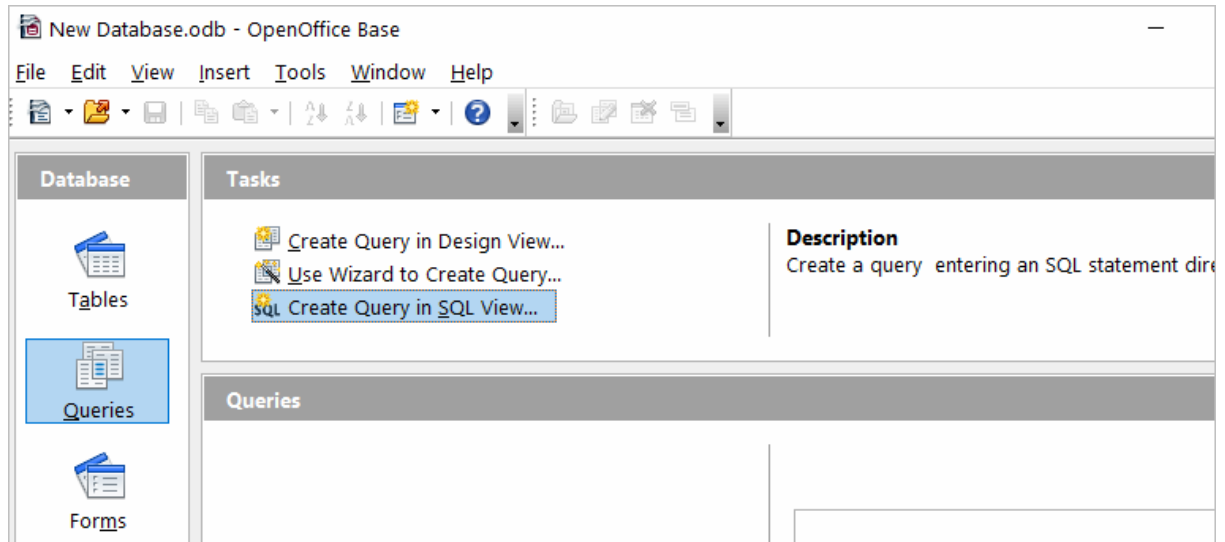 New Database.odb - OpenOffice Base
File Edit View Insert Tools Window Help
Database
Tables
Queries
Forms
Tasks
Create Query in Design View...
Use Wizard to Create Query...
SQL Create Query in SQL View...
Description
Create a query entering an SQL statement dire
Queries